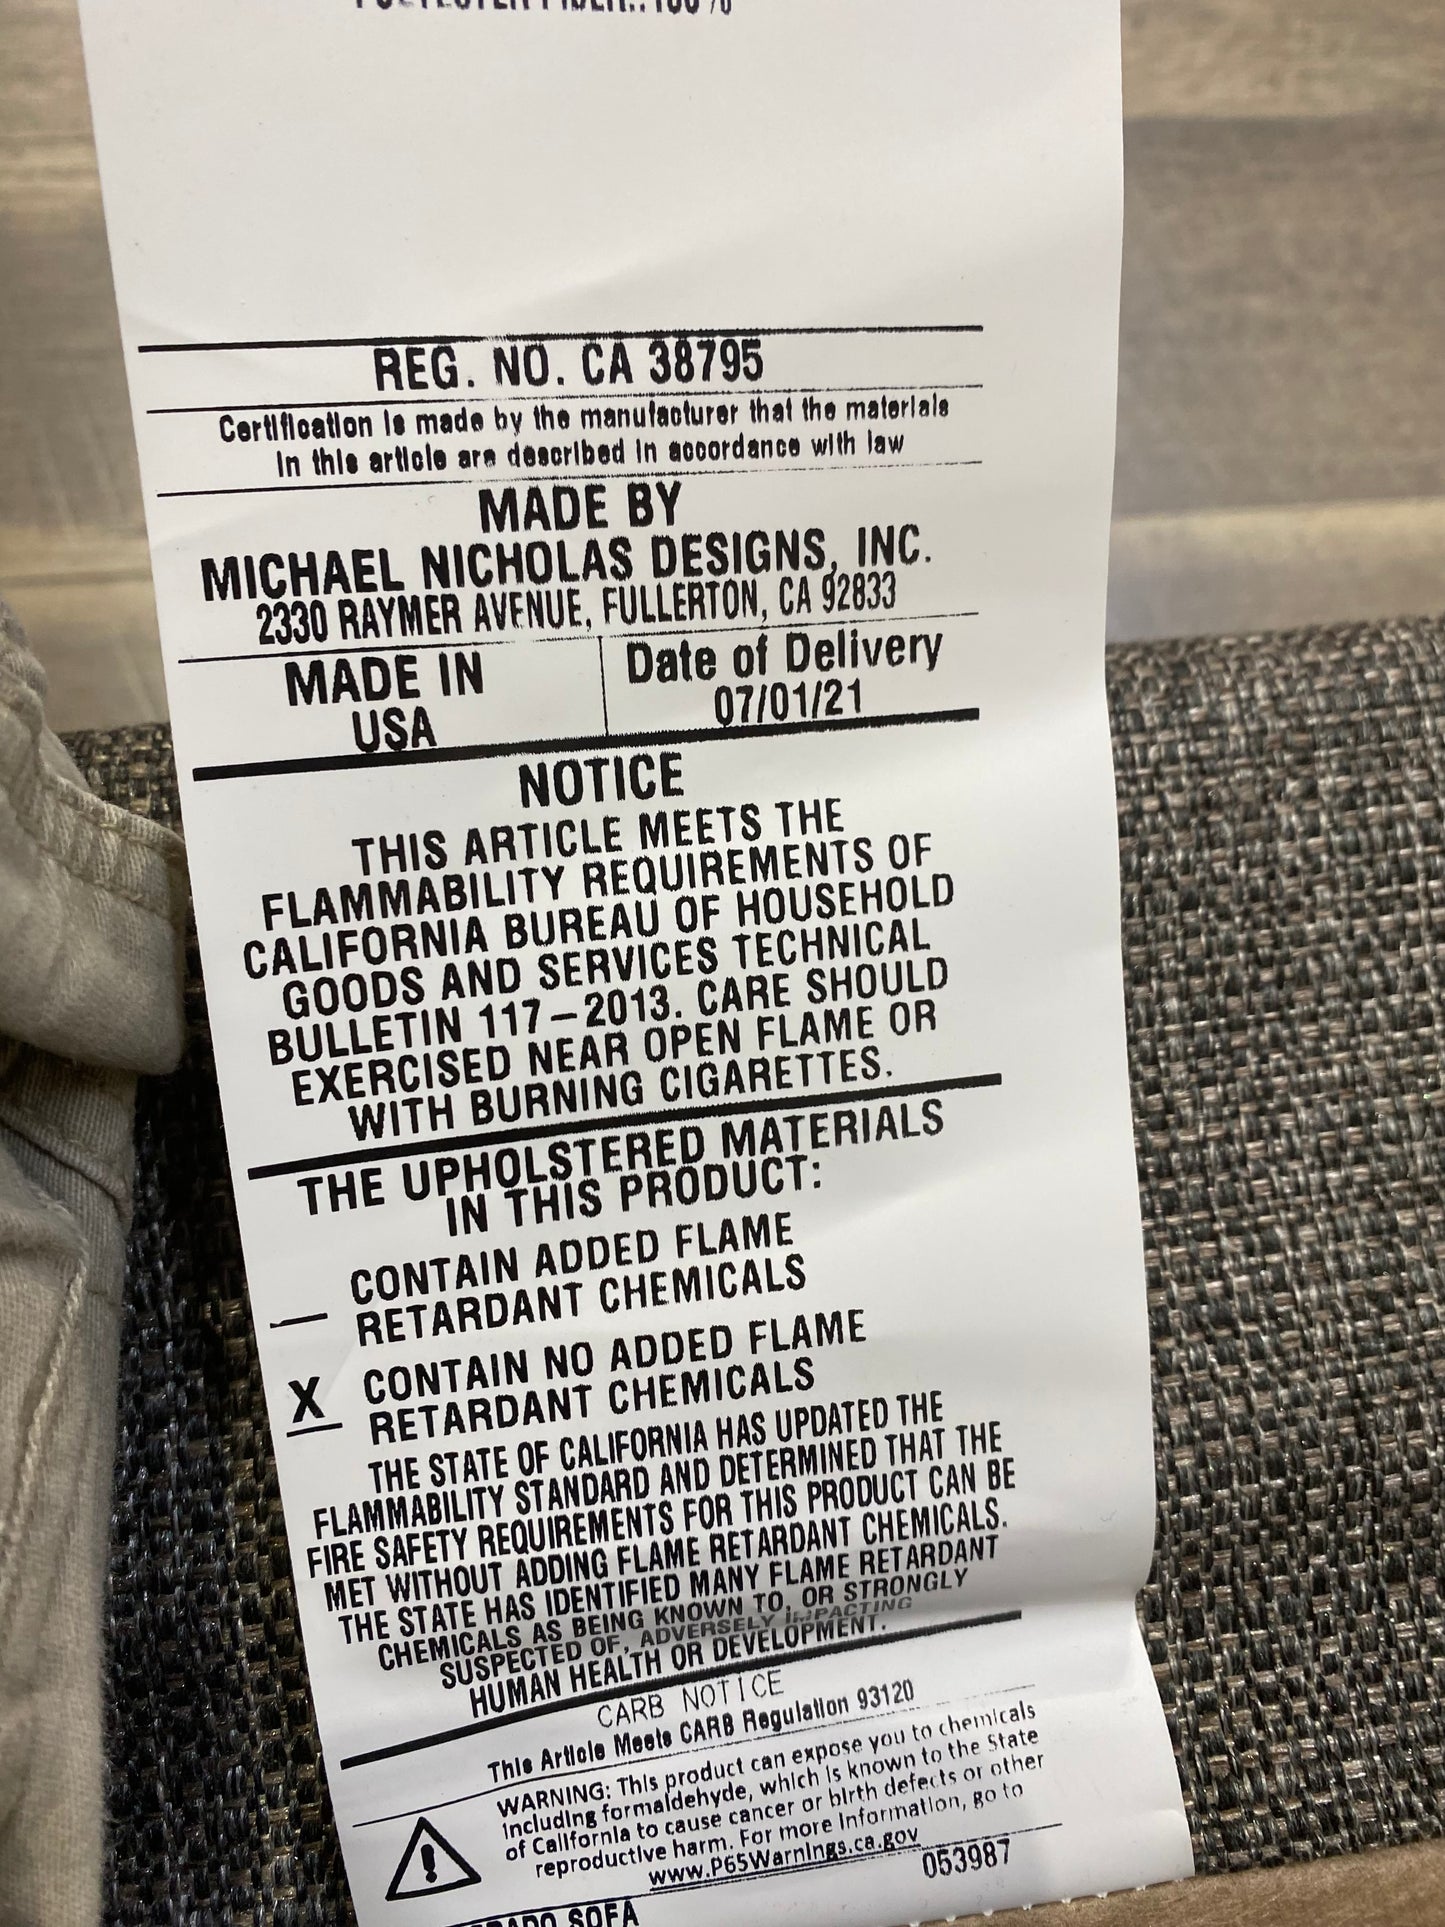 POLYESTER FIBER..100%
REG. NO. CA 38795
Certification is made by the manufacturer that the materials
in this article are described in accordance with law
MADE BY
MICHAEL NICHOLAS DESIGNS, INC.
2330 RAYMER AVENUE, FULLERTON, CA 92833
MADE IN
USA
Date of Delivery
07/01/21
NOTICE
THIS ARTICLE MEETS THE
FLAMMABILITY REQUIREMENTS OF
CALIFORNIA BUREAU OF HOUSEHOLD
GOODS AND SERVICES TECHNICAL
BULLETIN 117-2013. CARE SHOULD
EXERCISED NEAR OPEN FLAME OR
WITH BURNING CIGARETTES.
THE UPHOLSTERED MATERIALS
IN THIS PRODUCT:
_ CONTAIN ADDED FLAME
RETARDANT CHEMICALS
X CONTAIN NO ADDED FLAME
RETARDANT CHEMICALS
THE STATE OF CALIFORNIA HAS UPDATED THE
FLAMMABILITY STANDARD AND DETERMINED THAT THE
FIRE SAFETY REQUIREMENTS FOR THIS PRODUCT CAN BE
MET WITHOUT ADDING FLAME RETARDANT CHEMICALS.
THE STATE HAS IDENTIFIED MANY FLAME RETARDANT
CHEMICALS AS BEING KNOWN TO, OR STRONGLY
SUSPECTED OF, ADVERSELY IMPACTING
HUMAN HEALTH OR DEVELOPMENT.
CARB NOTICE
This Article Meets CARB Regulation 93120
WARNING: This product can expose you to chemicals
including formaldehyde, which is known to the State
of California to cause cancer or birth defects or other
reproductive harm. For more information, go to
www.P65Warnings.ca.gov
053987
SOFA